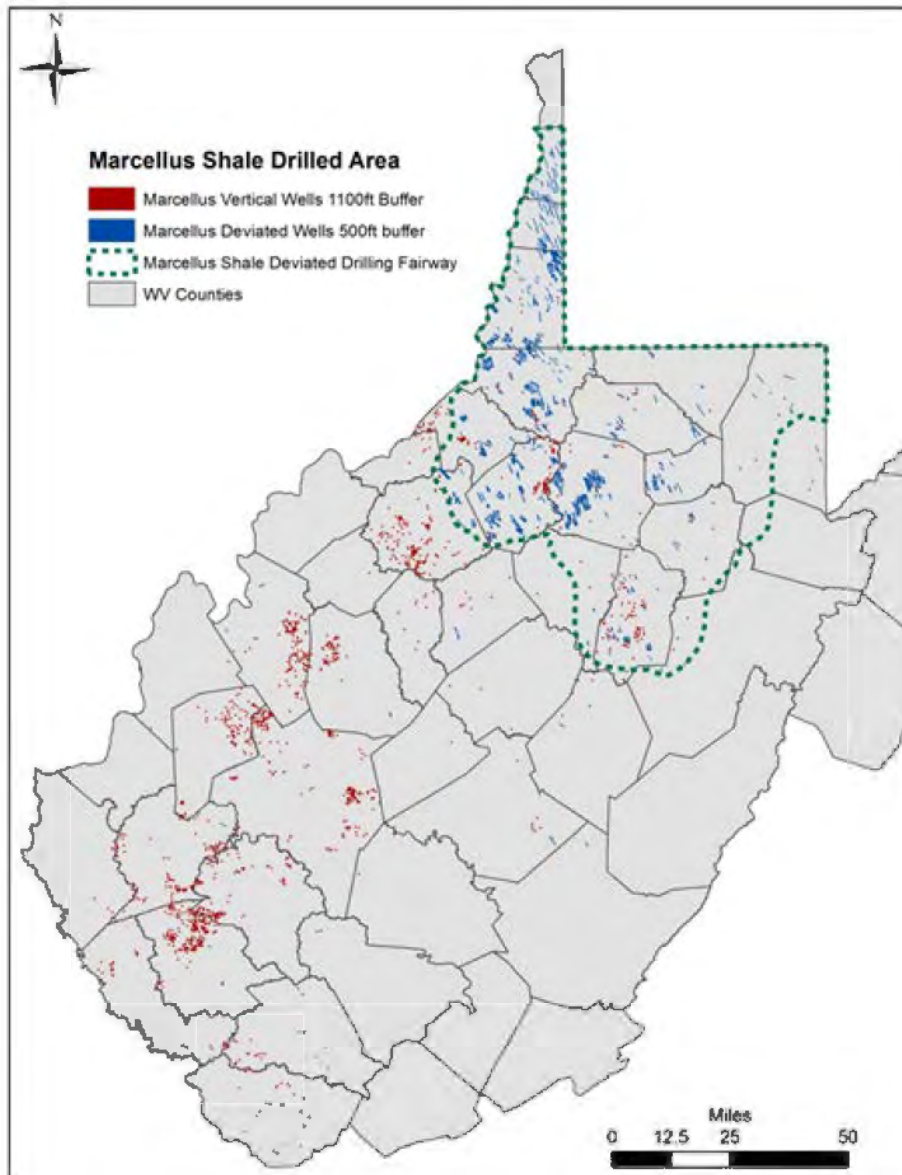 N
Marcellus Shale Drilled Area
Marcellus Vertical Wells 1100ft Buffer
Marcellus Deviated Wells 500ft buffer
Marcellus Shale Deviated Drilling Fairway
WV Counties
Miles
0 12.5 25 50